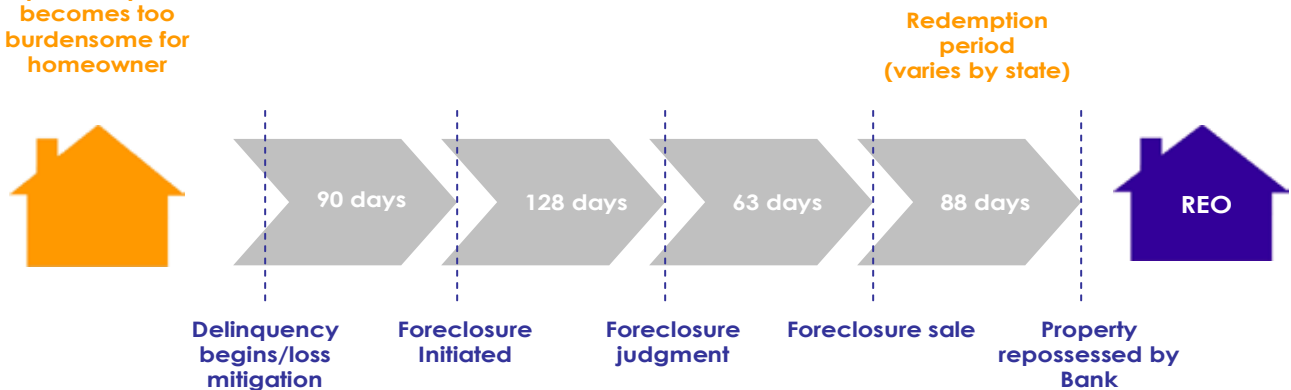 becomes too
burdensome for
homeowner
Redemption
period
(varies by state)
90 days
128 days
63 days
88 days
REO
Delinquency
begins/loss
mitigation
Foreclosure
Initiated
Foreclosure
judgment
Foreclosure sale
Property
repossessed by
Bank